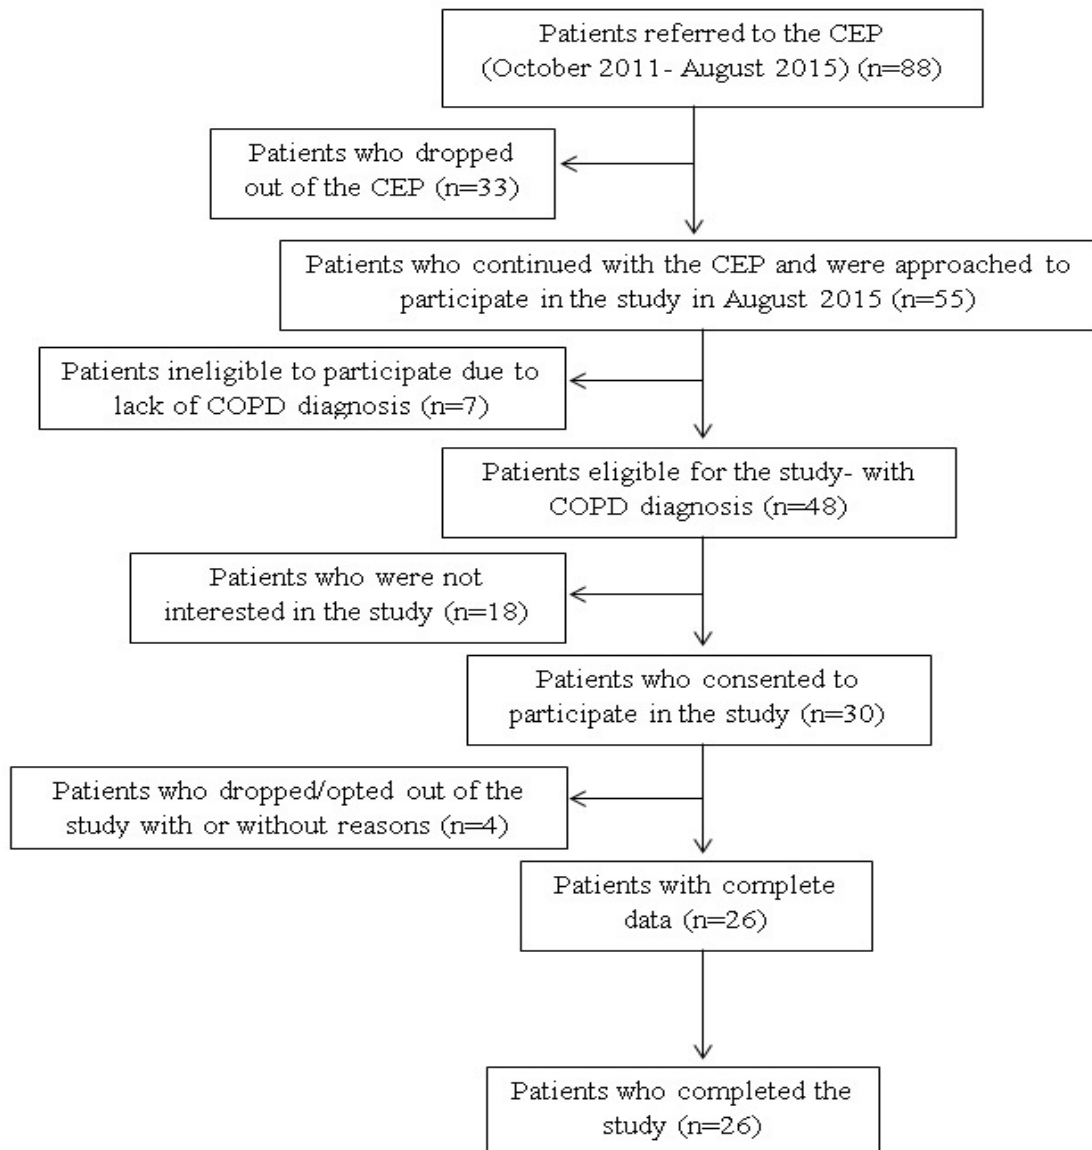 Patients referred to the CEP
(October 2011- August 2015) (n=88)
Patients who dropped
out of the CEP (n=33)
Patients who continued with the CEP and were approached to
participate in the study in August 2015 (n=55)
Patients ineligible to participate due to
lack of COPD diagnosis (n=7)
Patients eligible for the study- with
COPD diagnosis (n=48)
Patients who were not
interested in the study (n=18)
Patients who consented to
participate in the study (n=30)
Patients who dropped/opted out of the
study with or without reasons (n=4)
Patients with complete
data (n=26)
Patients who completed the
study (n=26)